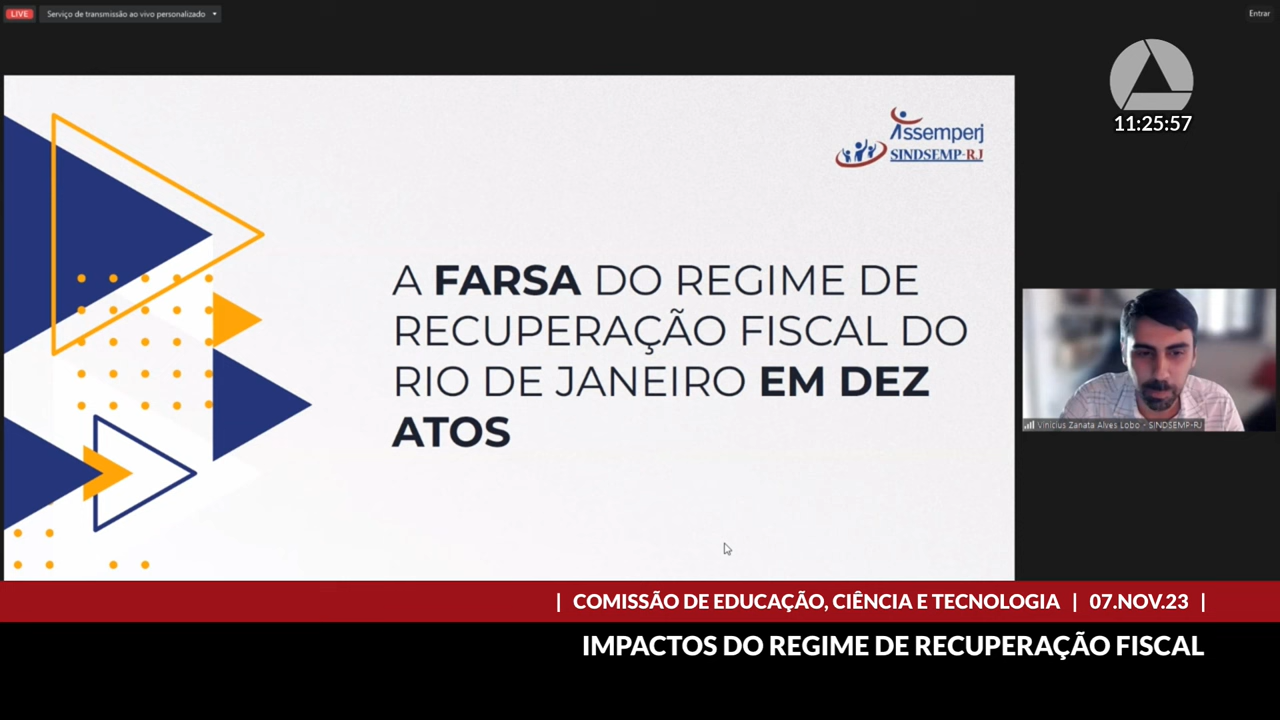 LIVE
Serviço de transmissão ao vivo personalizado
Entrar
11:25:57
Assemperj
SINDSEMP-RJ
A FARSA DO REGIME DE
RECUPERAÇÃO FISCAL DO
RIO DE JANEIRO EM DEZ
ATOS
Vinícius Zanata Alves Lobo - SINDSEMP-RJ
| COMISSÃO DE EDUCAÇÃO, CIÊNCIA E TECNOLOGIA | 07.NOV.23 |
IMPACTOS DO REGIME DE RECUPERAÇÃO FISCAL